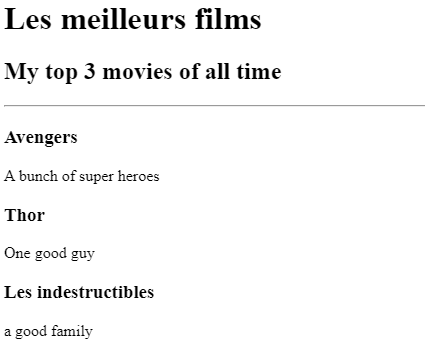 Les meilleurs films
My top 3 movies of all time
Avengers
A bunch of super heroes
Thor
One good guy
Les indestructibles
a good family